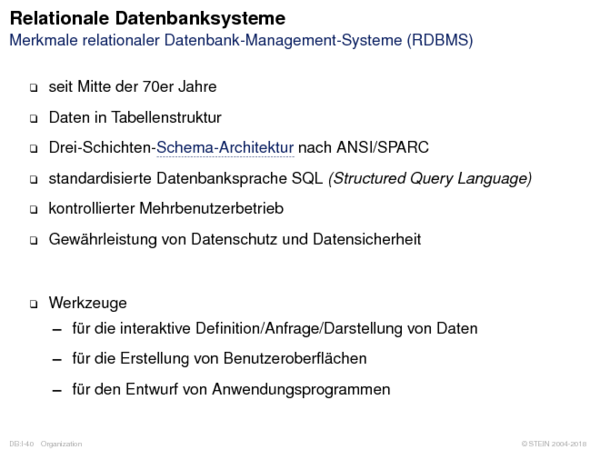 Relationale Datenbanksysteme
Merkmale relationaler Datenbank-Management-Systeme (RDBMS)
❑ seit Mitte der 70er Jahre
❑ Daten in Tabellenstruktur
❑ Drei-Schichten-Schema-Architektur nach ANSI/SPARC
❑ standardisierte Datenbanksprache SQL (Structured Query Language)
❑ kontrollierter Mehrbenutzerbetrieb
❑ Gewährleistung von Datenschutz und Datensicherheit
❑ Werkzeuge
– für die interaktive Definition/Anfrage/Darstellung von Daten
– für die Erstellung von Benutzeroberflächen
– für den Entwurf von Anwendungsprogrammen
DB:I-40 Organization © STEIN 2004-2018